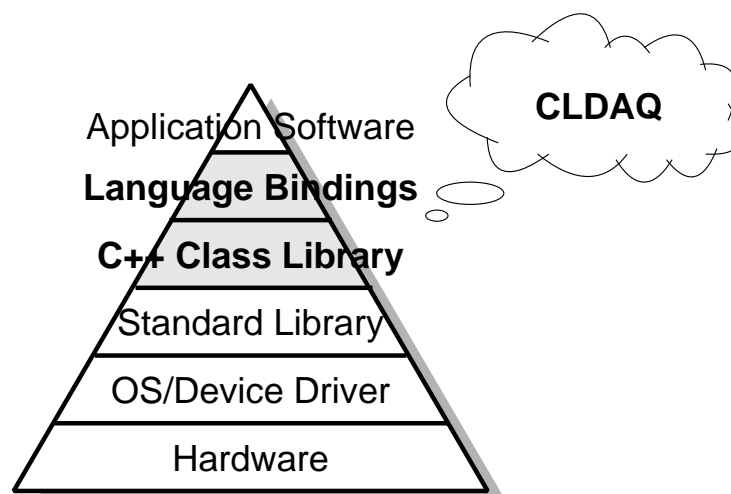 CLDAQ
Application Software
Language Bindings
C++ Class Library
Standard Library
OS/Device Driver
Hardware